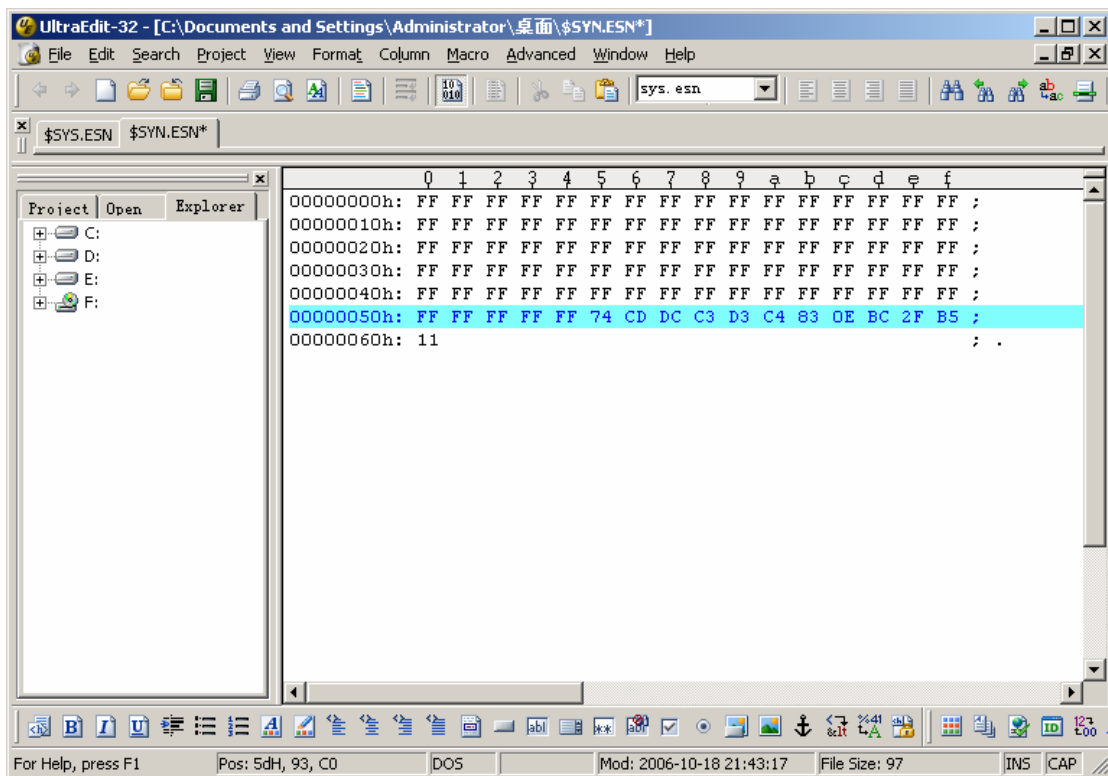 UltraEdit-32 - [C:\Documents and Settings\Administrator\桌面\$SYN.ESN*]
File Edit Search Project View Format Column Macro Advanced Window Help
sys.esn
$SYS.ESN $SYN.ESN*
Project Open Explorer
C:
D:
E:
F:
0 1 2 3 4 5 6 7 8 9 a b c d e f
00000000h: FF FF FF FF FF FF FF FF FF FF FF FF FF FF FF FF ;
00000010h: FF FF FF FF FF FF FF FF FF FF FF FF FF FF FF FF ;
00000020h: FF FF FF FF FF FF FF FF FF FF FF FF FF FF FF FF ;
00000030h: FF FF FF FF FF FF FF FF FF FF FF FF FF FF FF FF ;
00000040h: FF FF FF FF FF FF FF FF FF FF FF FF FF FF FF FF ;
00000050h: FF FF FF FF FF 74 CD DC C3 D3 C4 83 0E BC 2F B5 ;
00000060h: 11 ; .
For Help, press F1 Pos: 5dH, 93, C0 DOS Mod: 2006-10-18 21:43:17 File Size: 97 INS CAP